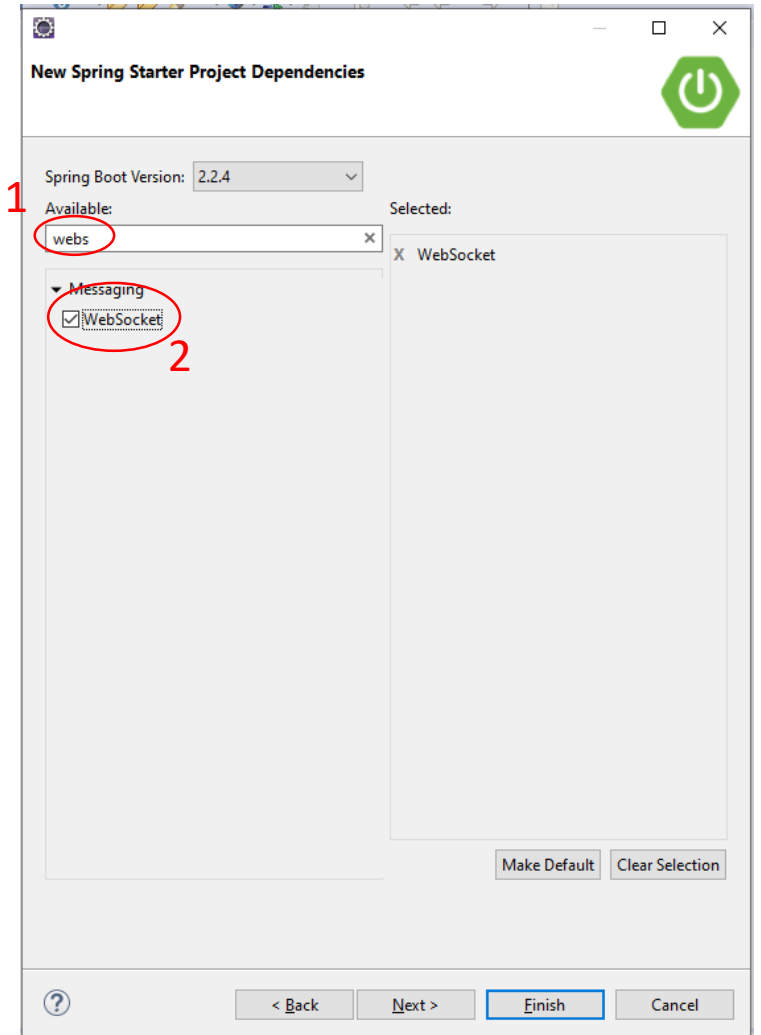 New Spring Starter Project Dependencies
Spring Boot Version: 2.2.4
1
Available:
Selected:
webs
X WebSocket
Messaging
WebSocket
2
Make Default
Clear Selection
?
< Back
Next >
Finish
Cancel